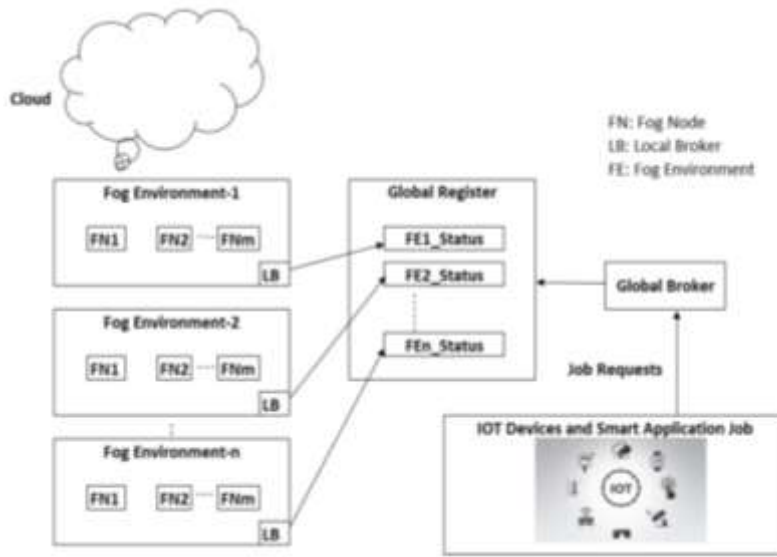 Cloud
FN: Fog Node
LB: Local Broker
FE: Fog Environment
Fog Environment-1
FN1 FN2 FNm
LB
Global Register
FE1_Status
FE2_Status
FEn_Status
Global Broker
Fog Environment-2
FN1 FN2 FNm
LB
Job Requests
Fog Environment-n
FN1 FN2 FNm
LB
IOT Devices and Smart Application Job
IOT